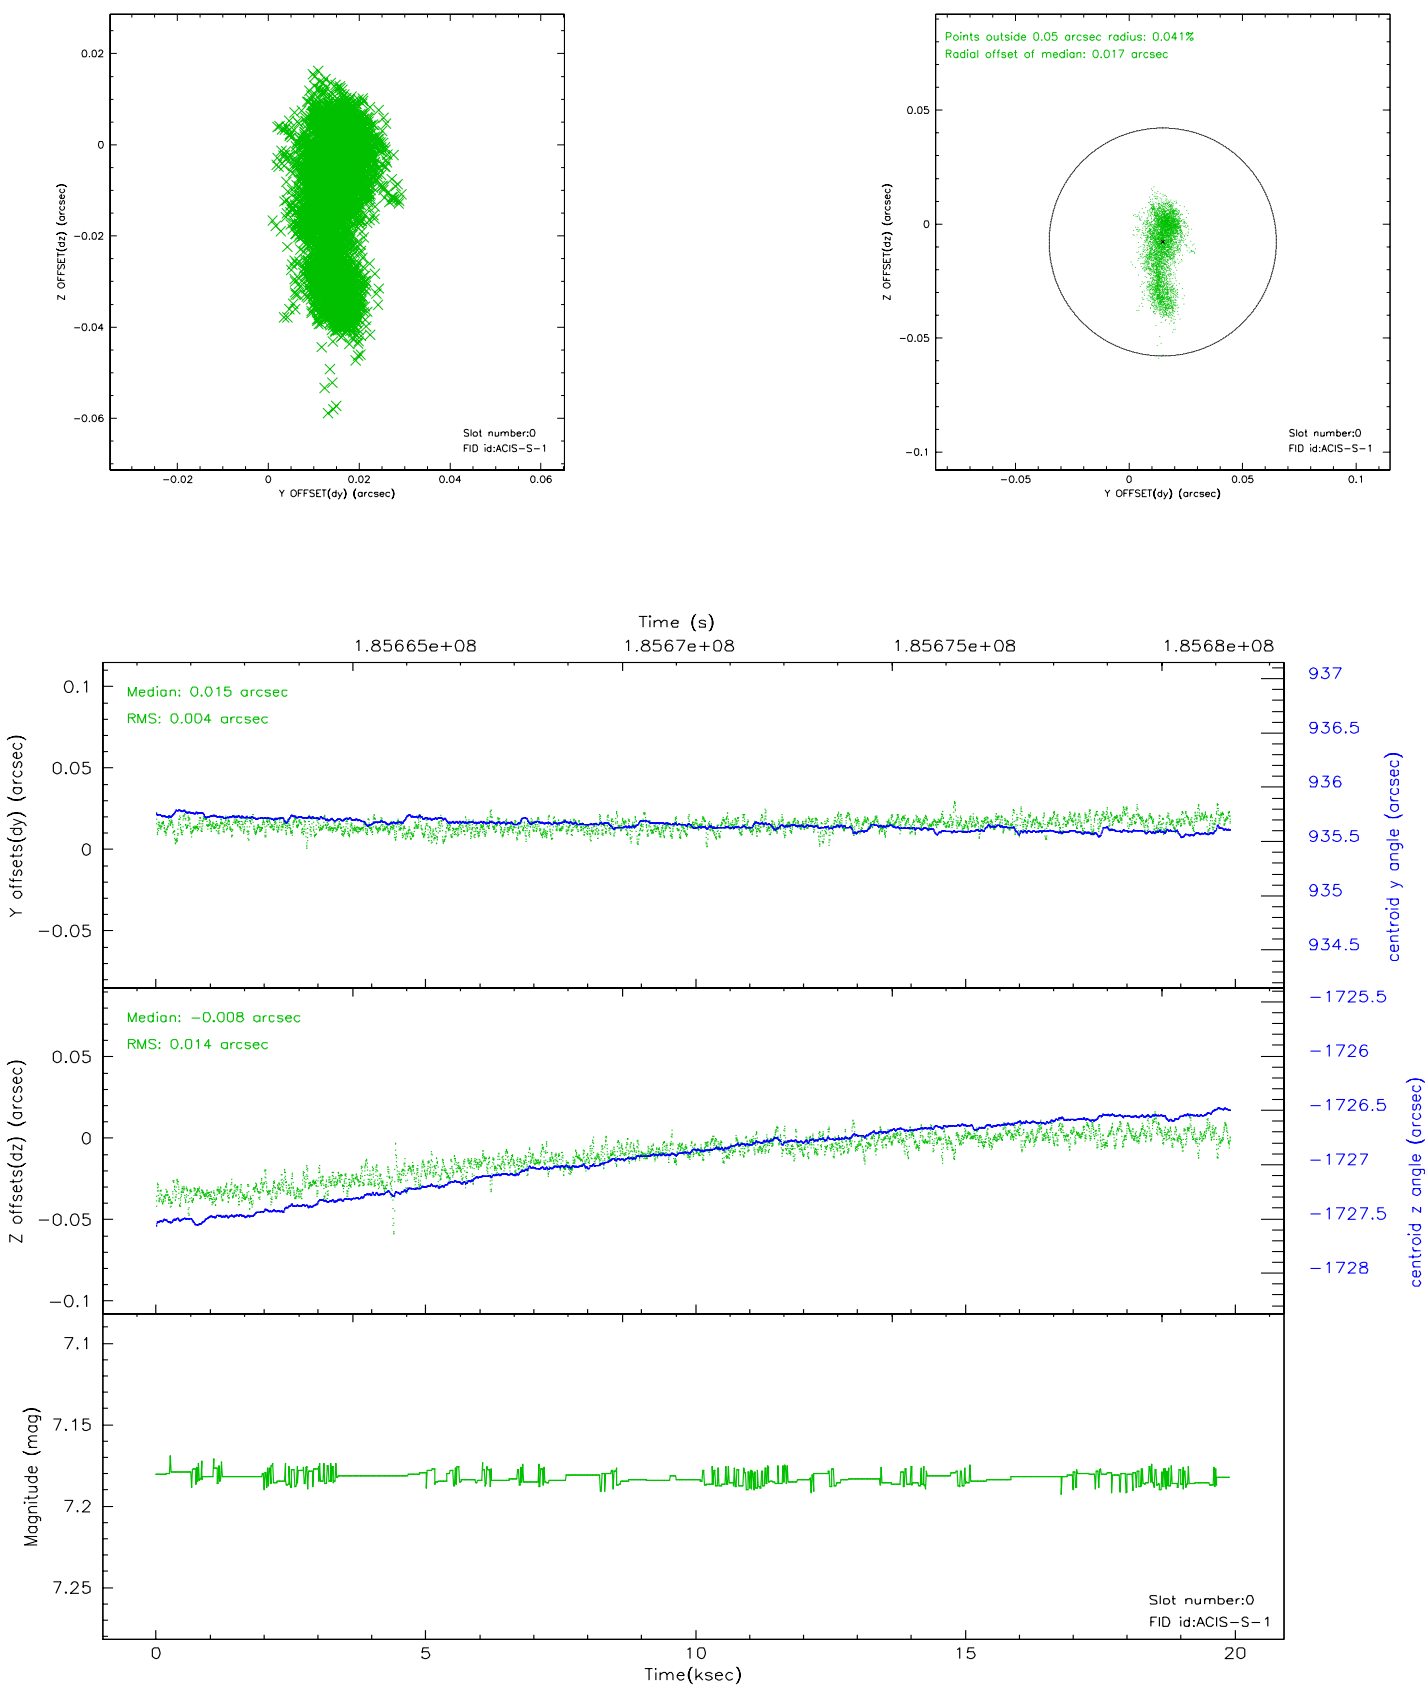 0.02
0
-0.02
-0.04
-0.06
-0.02
0
0.02
0.04
0.06
Z OFFSET(dz) (arcsec)
Y OFFSET(dy) (arcsec)
Slot number:0
FID id:ACIS-S-1
Points outside 0.05 arcsec radius: 0.041%
Radial offset of median: 0.017 arcsec
0.05
0
-0.05
-0.1
-0.05
0
0.05
0.1
Z OFFSET(dz) (arcsec)
Y OFFSET(dy) (arcsec)
Slot number:0
FID id:ACIS-S-1
Time (s)
1.85665e+08
1.8567e+08
1.85675e+08
1.8568e+08
Median: 0.015 arcsec
RMS: 0.004 arcsec
0.1
0.05
0
-0.05
Y offsets(dy) (arcsec)
937
936.5
936
935.5
935
934.5
centroid y angle (arcsec)
Median: -0.008 arcsec
RMS: 0.014 arcsec
0.05
0
-0.05
-0.1
Z offsets(dz) (arcsec)
-1725.5
-1726
-1726.5
-1727
-1727.5
-1728
centroid z angle (arcsec)
7.1
7.15
7.2
7.25
Magnitude (mag)
Slot number:0
FID id:ACIS-S-1
0
5
10
15
20
Time(ksec)